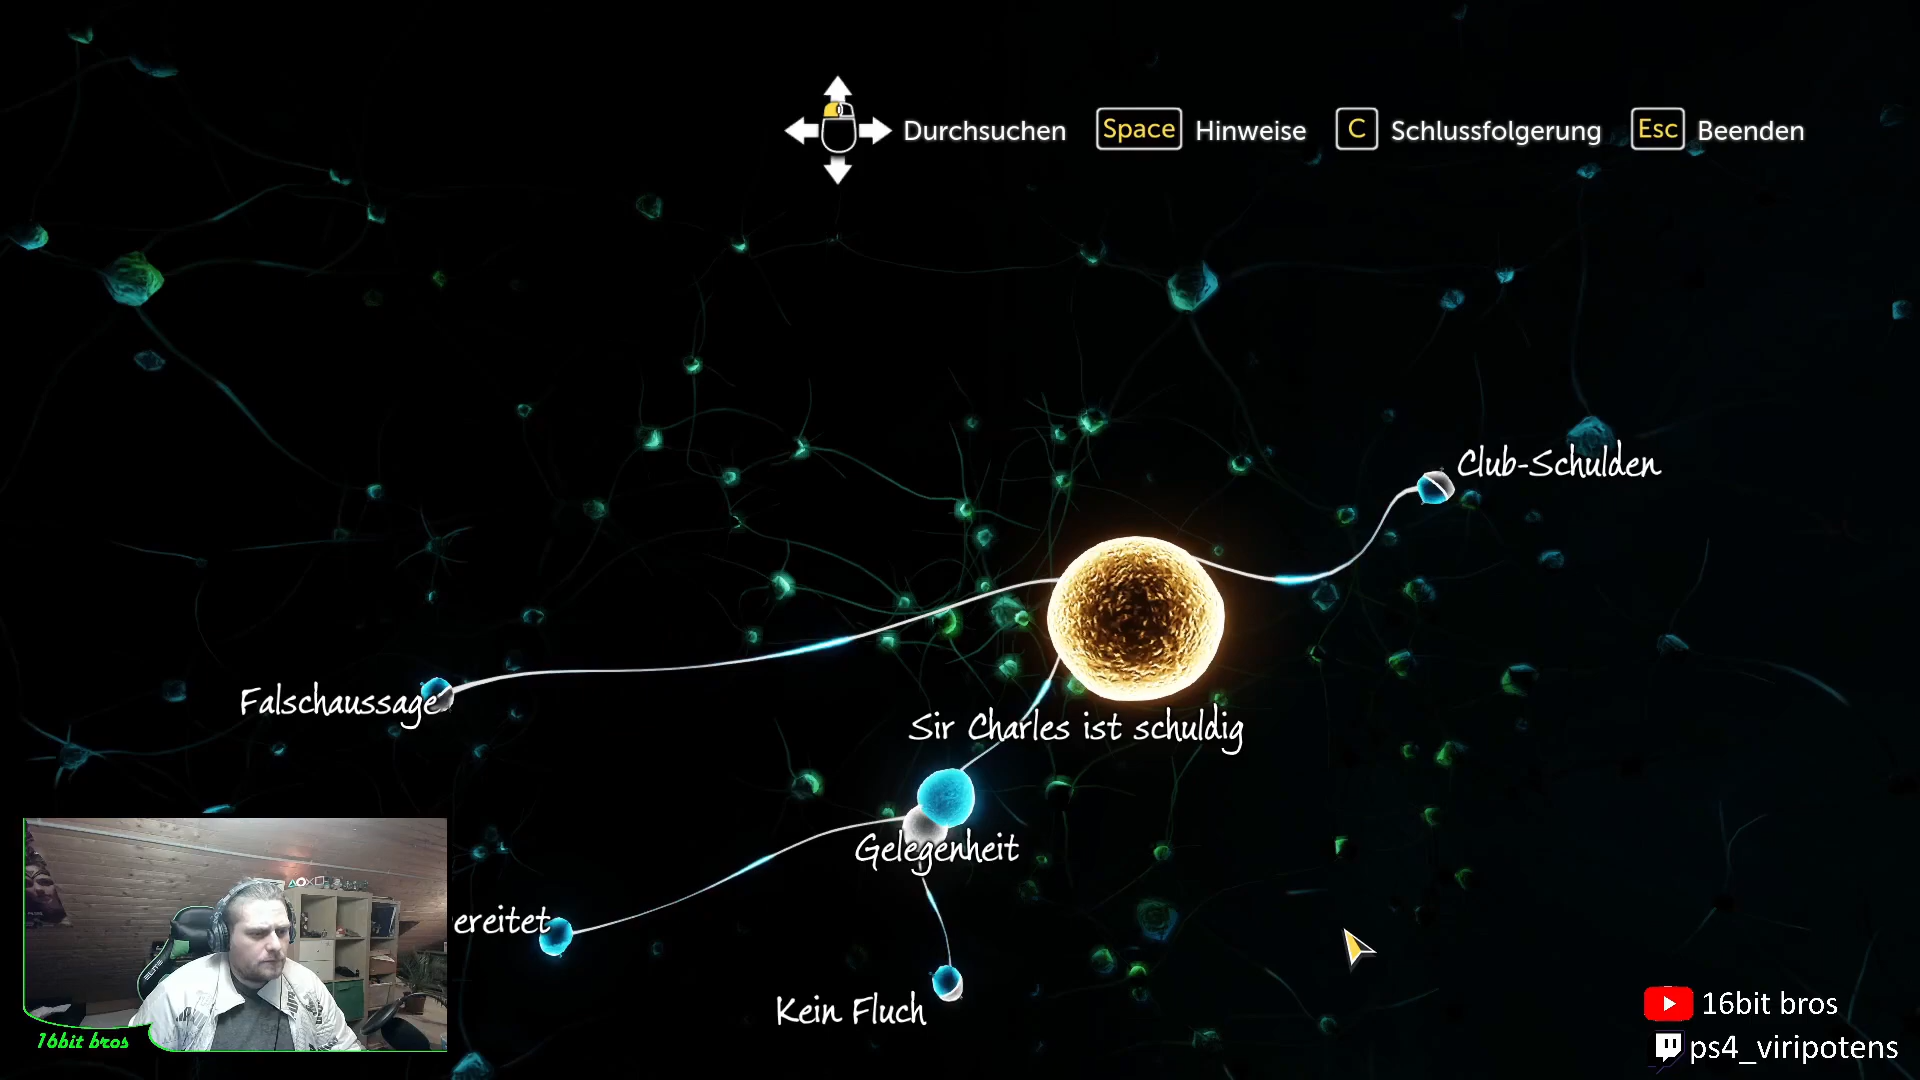 Durchsuchen Space Hinweise C Schlussfolgerung Esc Beenden
Club-Schulden
Falschaussage
Sir Charles ist schuldig
Gelegenheit
ereitet
Kein Fluch
16bit bros
16bit bros
ps4_viripotens